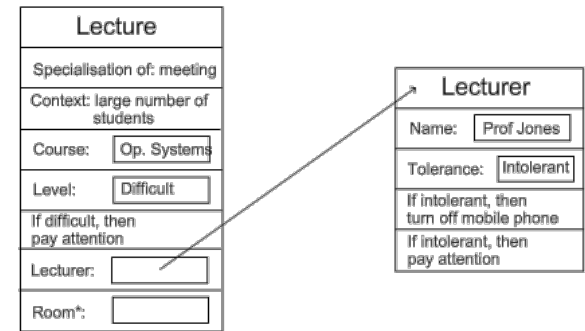 Lecture
Specialisation of: meeting
Context: large number of
students
Course: Op. Systems
Level: Difficult
If difficult, then
pay attention
Lecturer:
Room*:
Lecturer
Name: Prof Jones
Tolerance: Intolerant
If intolerant, then
turn off mobile phone
If intolerant, then
pay attention